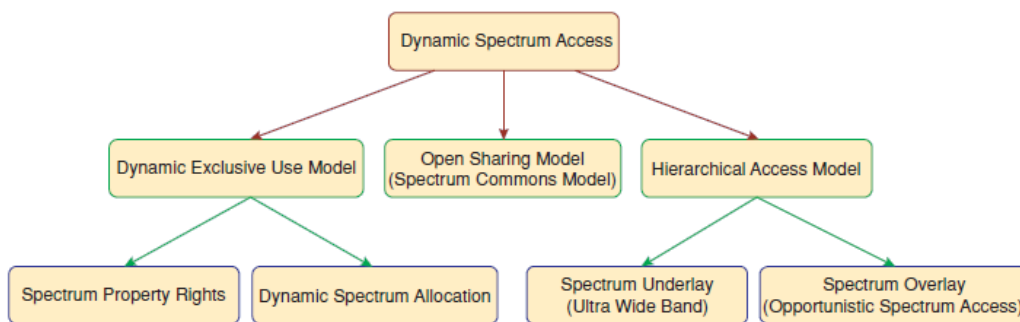 Dynamic Spectrum Access
Dynamic Exclusive Use Model
Open Sharing Model
(Spectrum Commons Model)
Hierarchical Access Model
Spectrum Property Rights
Dynamic Spectrum Allocation
Spectrum Underlay
(Ultra Wide Band)
Spectrum Overlay
(Opportunistic Spectrum Access)